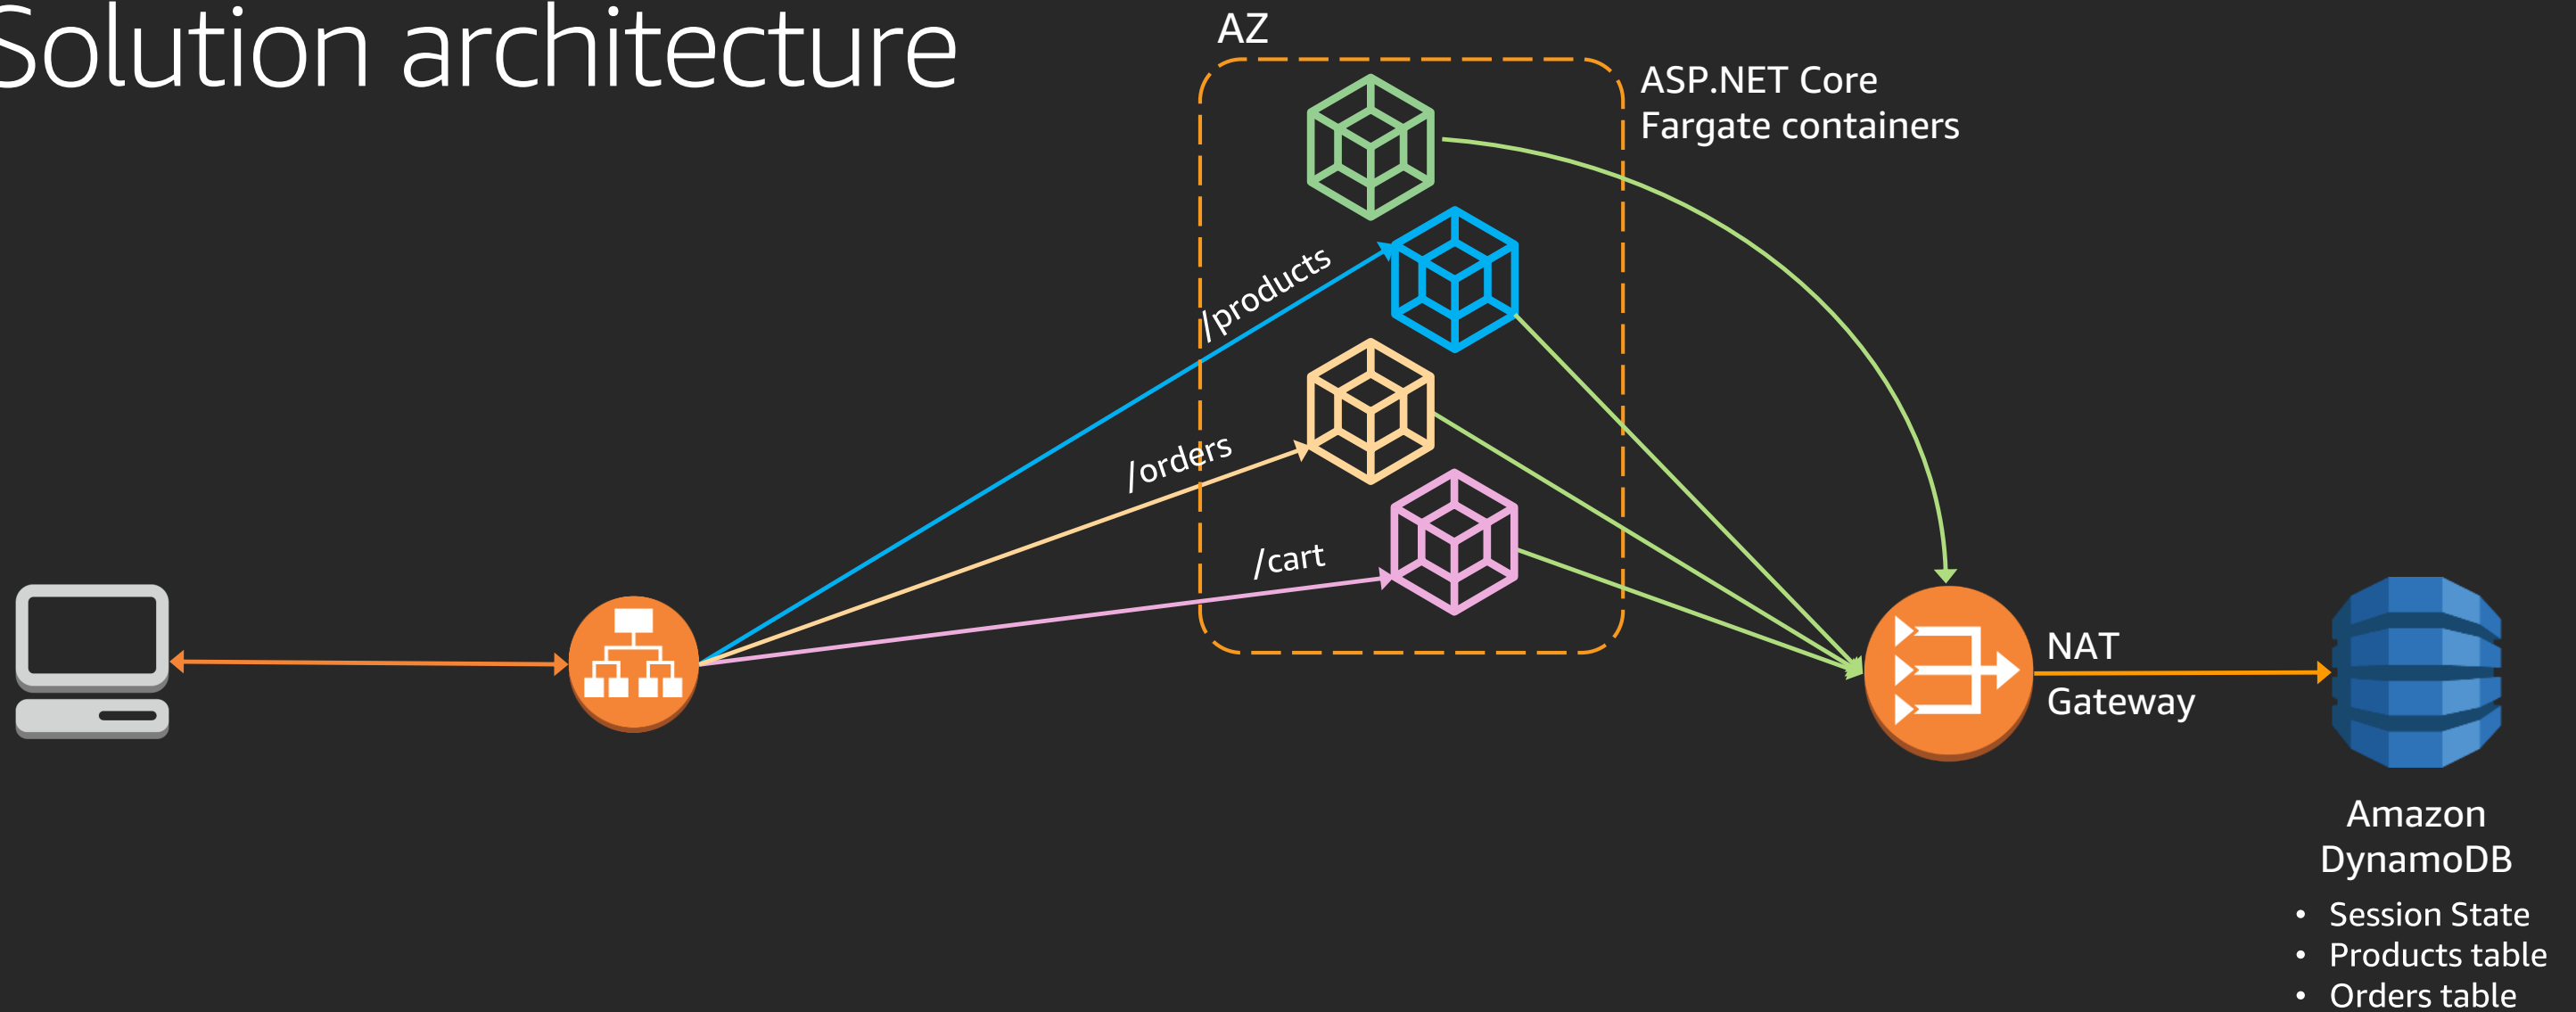 Solution architecture
AZ
ASP.NET Core
Fargate containers
/products
/orders
/cart
NAT
Gateway
Amazon
DynamoDB
• Session State
• Products table
• Orders table